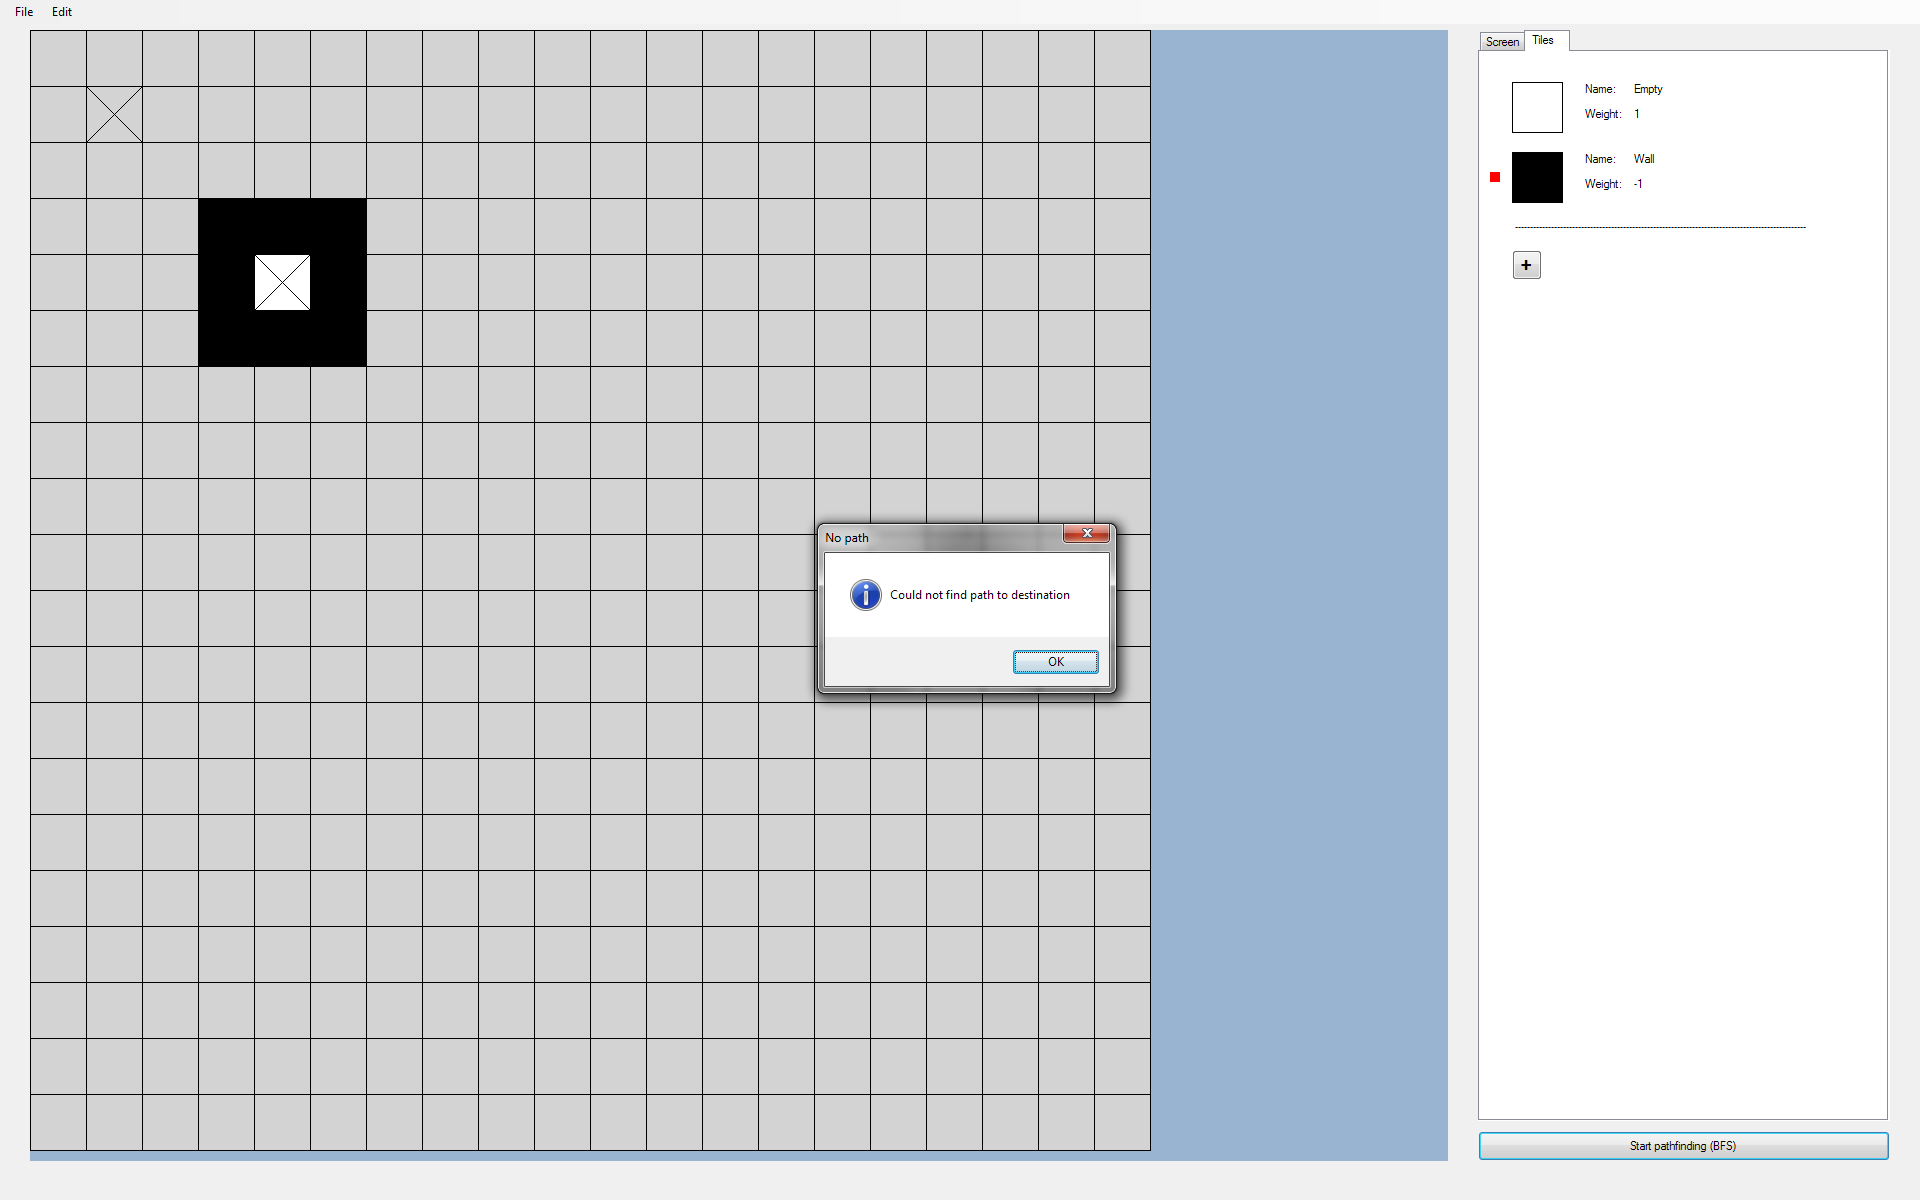 File Edit
Screen Tiles
Name: Empty
Weight: 1
Name: Wall
Weight: -1
+
No path
Could not find path to destination
OK
Start pathfinding (BFS)